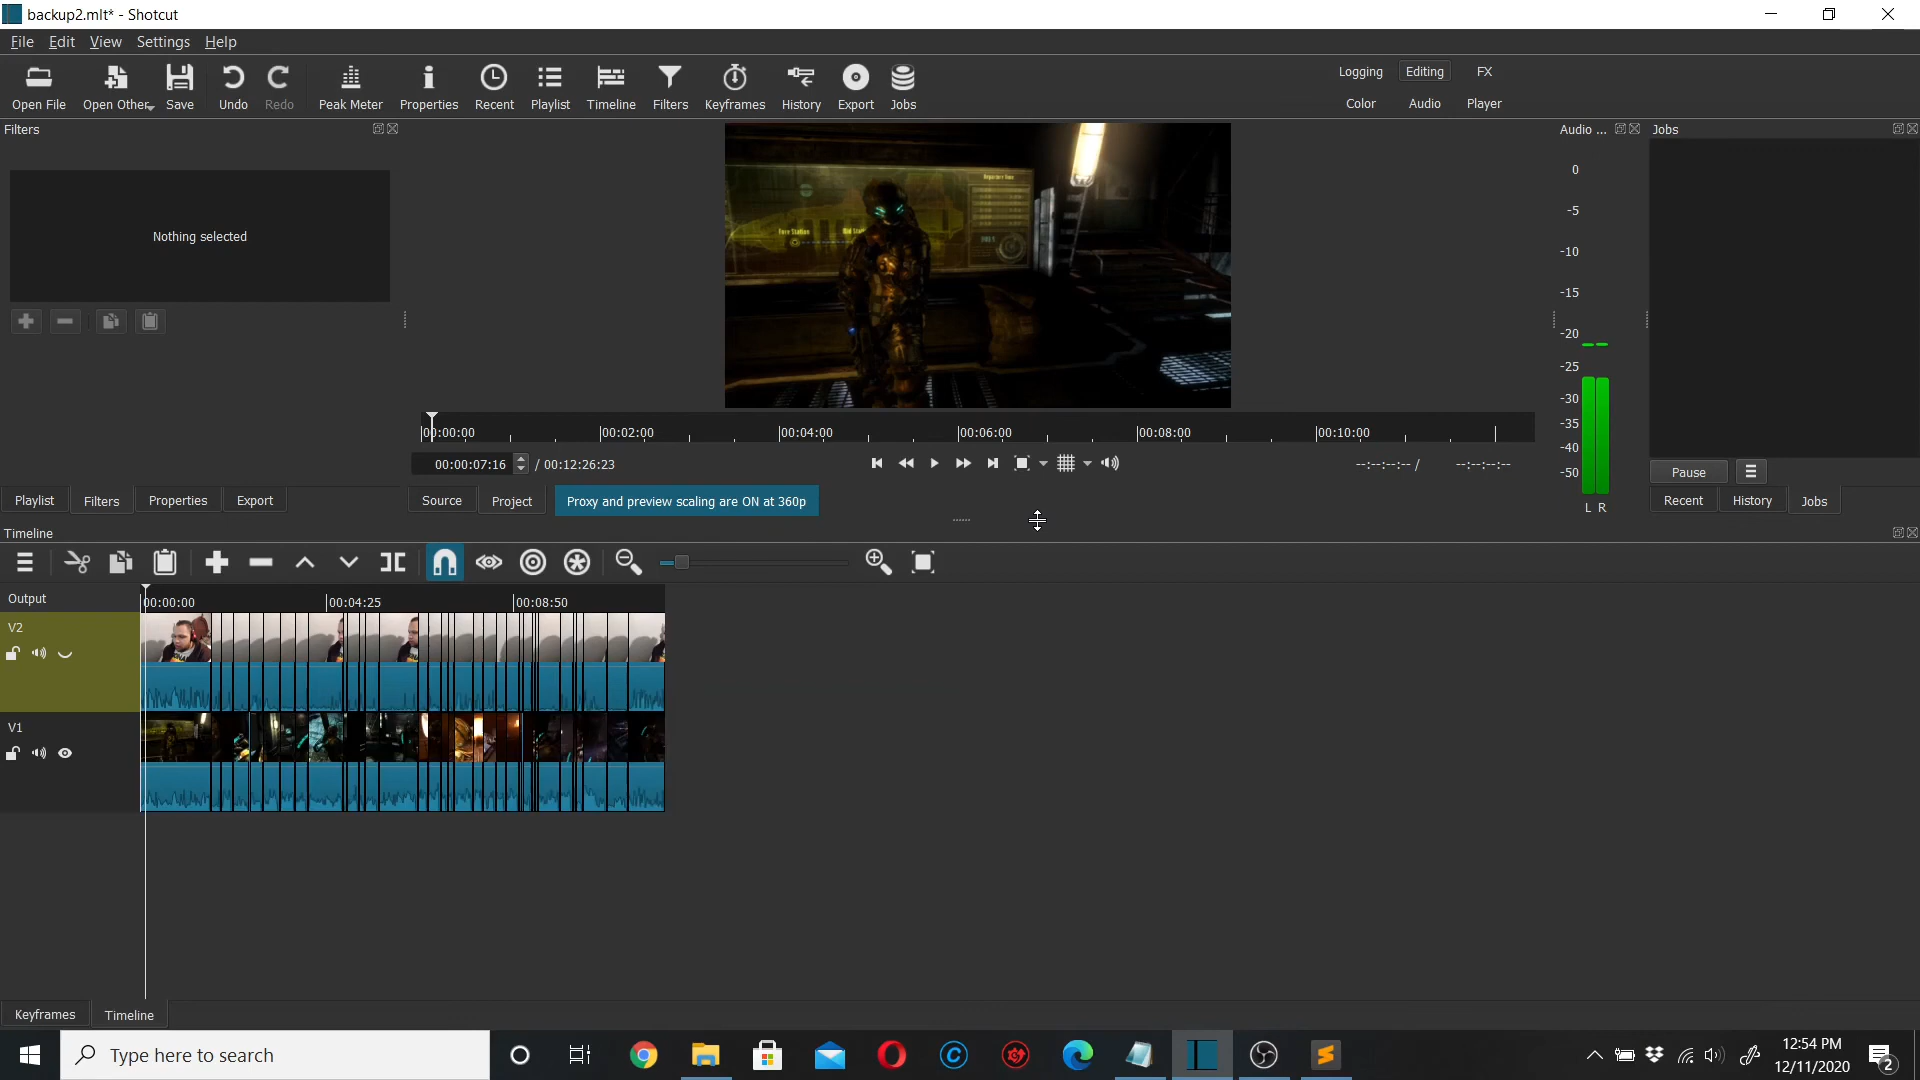 backup2.mlt* - Shotcut
File Edit View Settings Help
Open File Open Other Save Undo Redo Peak Meter Properties Recent Playlist Timeline Filters Keyframes History Export Jobs
Logging Editing FX
Color Audio Player
Filters
Audio ...
Jobs
Nothing selected
Departure Time
Fore Station
0
-5
-10
-15
-20
-25
-30
-35
-40
-50
L R
00:00:00 00:02:00 00:04:00 00:06:00 00:08:00 00:10:00
00:00:07:16 / 00:12:26:23
--:--:--:-- / --:--:--:--
Pause
Playlist Filters Properties Export
Source Project Proxy and preview scaling are ON at 360p
Recent History Jobs
Timeline
Output
00:00:00 00:04:25 00:08:50
V2
V1
Keyframes Timeline
Type here to search
12:54 PM
12/11/2020
2